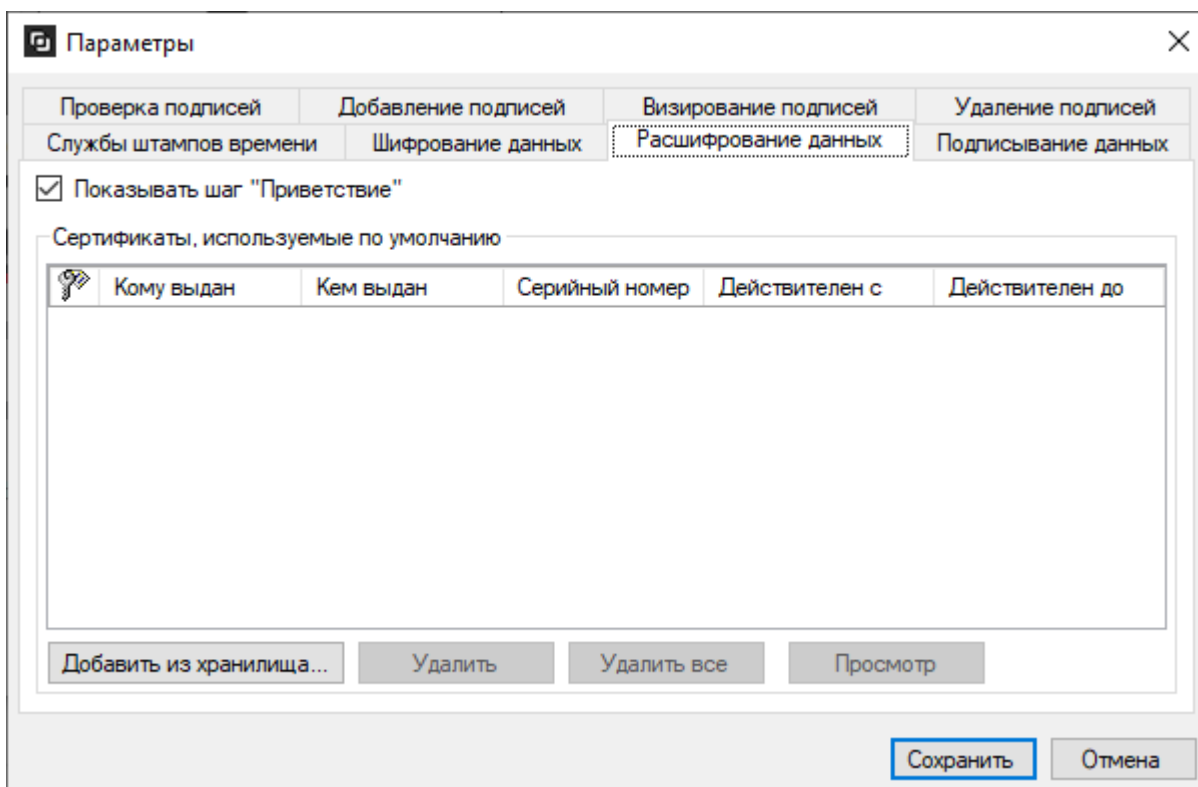 Параметры
Проверка подписей Добавление подписей Визирование подписей Удаление подписей
Службы штампов времени Шифрование данных Расшифрование данных Подписывание данных
Показывать шаг "Приветствие"
Сертификаты, используемые по умолчанию
Кому выдан Кем выдан Серийный номер Действителен с Действителен до
Добавить из хранилища... Удалить Удалить все Просмотр
Сохранить Отмена